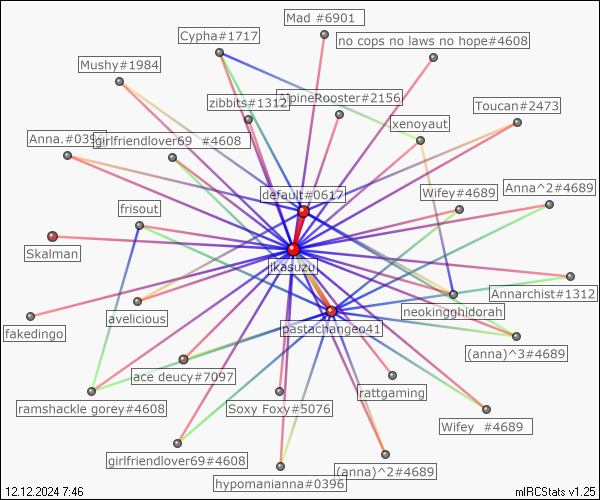 Mad #6901
Cypha#1717
no cops no laws no hope#4608
Mushy#1984
zibbits#1312
pineRooster#2156
Toucan#2473
xenoyaut
Anna.#039
girlfriendlover69 #4608
default#0617
Wifey#4689
Anna^2#4689
frisout
Skalman
ikasuzu
Annarchist#1312
avelicious
neokingghidorah
fakedingo
pastachangeo41
(anna)^3#4689
ace deucy#7097
rattgaming
ramshackle gorey#4608
Soxy Foxy#5076
Wifey #4689
girlfriendlover69#4608
(anna)^2#4689
hypomanianna#0396
12.12.2024 7:46
mIRCStats v1.25